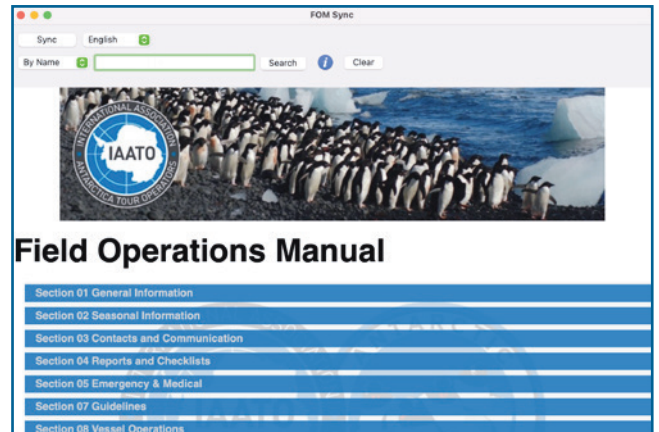 FOM Sync
Sync English
By Name Search i Clear
INTERNATIONAL ASSOCIATION
IAATO
ANTARCTICA TOUR OPERATORS
Field Operations Manual
Section 01 General Information
Section 02 Seasonal Information
Section 03 Contacts and Communication
Section 04 Reports and Checklists
Section 05 Emergency & Medical
Section 07 Guidelines
IAATO
Section 08 Vessel Operations